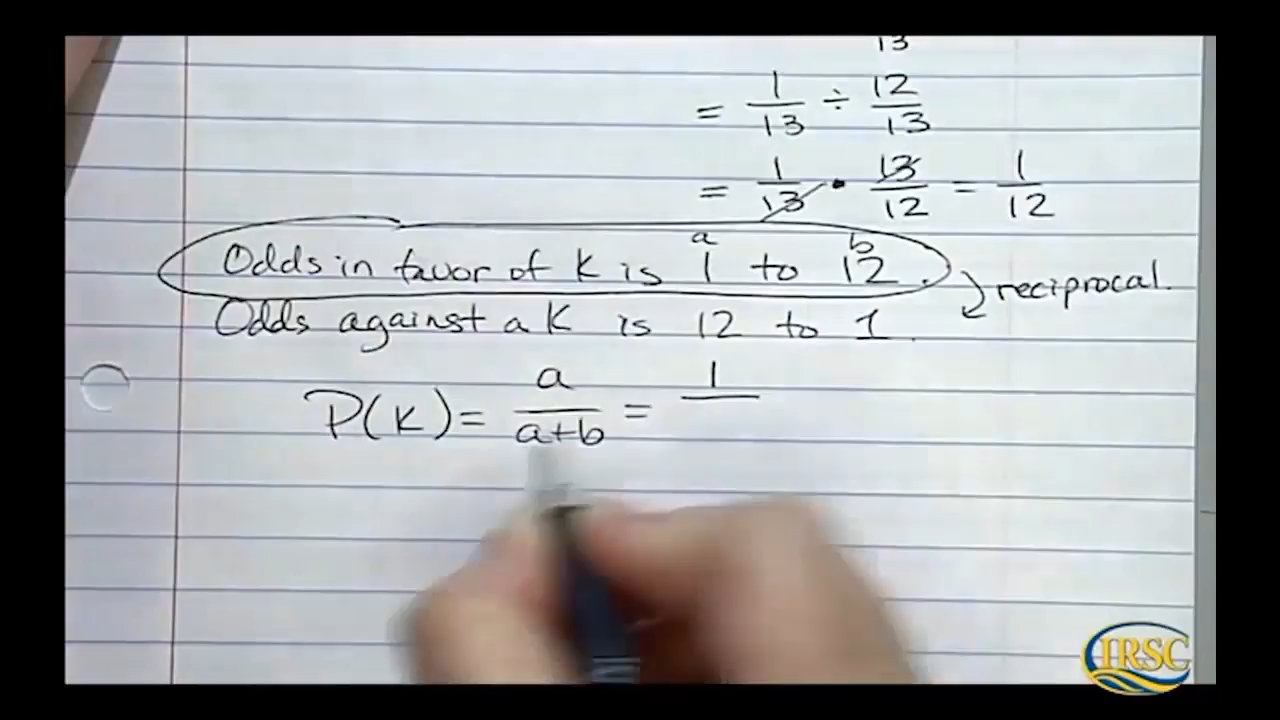 13
= 1/13 ÷ 12/13
= 1/13 • 13/12 = 1/12
a b
Odds in favor of K is 1 to 12.
reciprocal.
Odds against a K is 12 to 1.
P(K) = a/a+b = 1/
IRSC